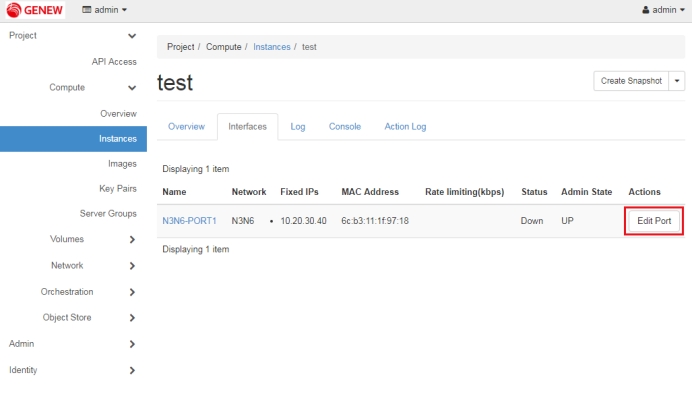 GENEW admin admin
Project
API Access
Compute
Overview
Instances
Images
Key Pairs
Server Groups
Volumes
Network
Orchestration
Object Store
Admin
Identity
Project / Compute / Instances / test
test
Create Snapshot
Overview Interfaces Log Console Action Log
Displaying 1 item
Name Network Fixed IPs MAC Address Rate limiting(kbps) Status Admin State Actions
N3N6-PORT1 N3N6 • 10.20.30.40 6c:b3:11:1f:97:18 Down UP Edit Port
Displaying 1 item